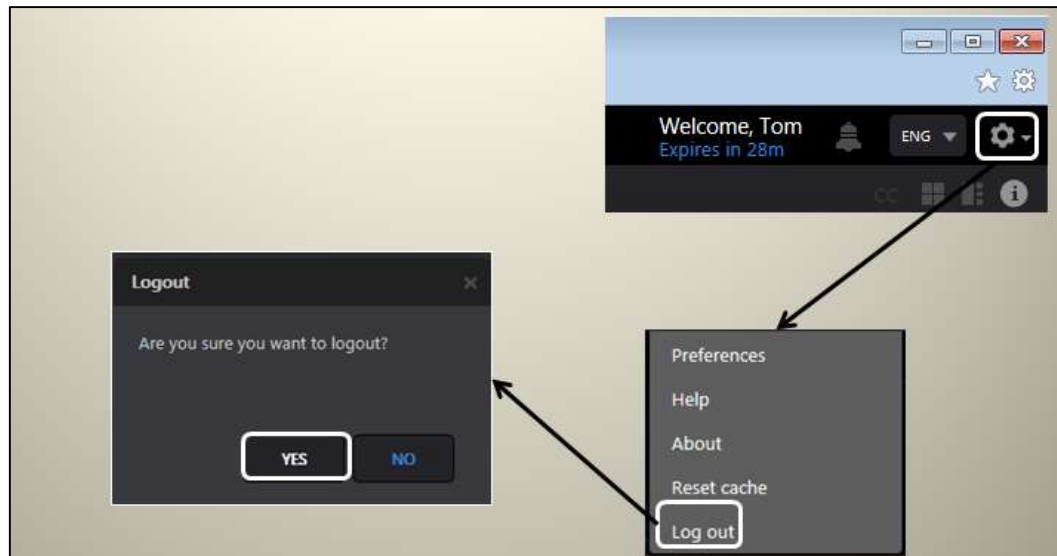 Welcome, Tom
Expires in 28m
ENG
CC
Logout
Are you sure you want to logout?
YES
NO
Preferences
Help
About
Reset cache
Log out